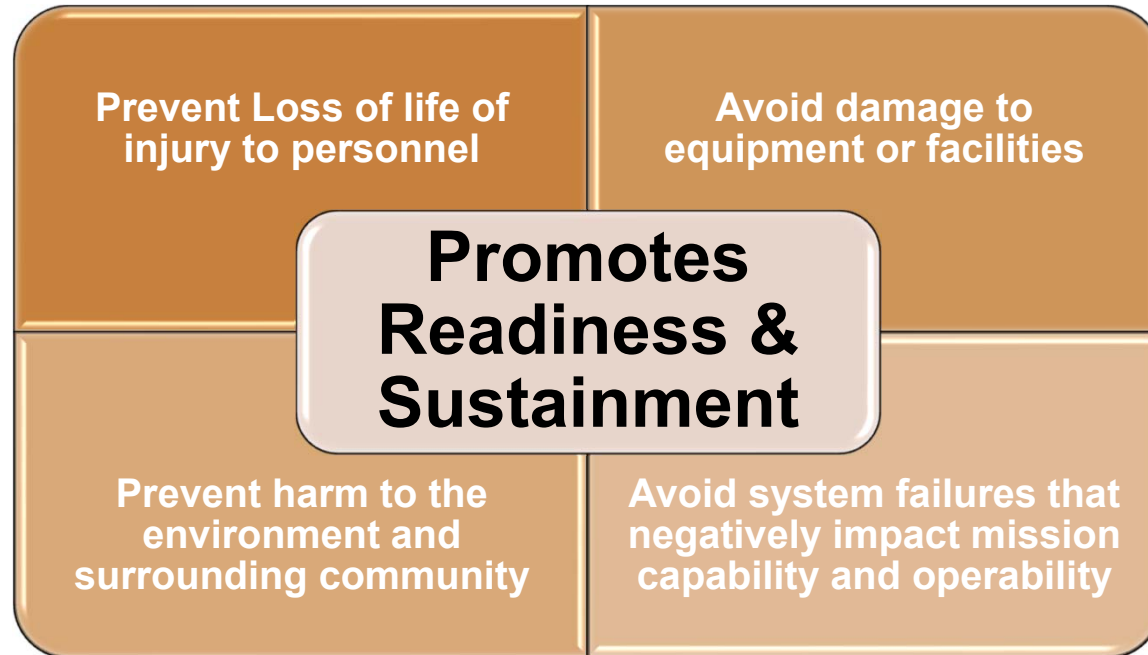 Prevent Loss of life of
injury to personnel
Avoid damage to
equipment or facilities
Promotes
Readiness &
Sustainment
Prevent harm to the
environment and
surrounding community
Avoid system failures that
negatively impact mission
capability and operability